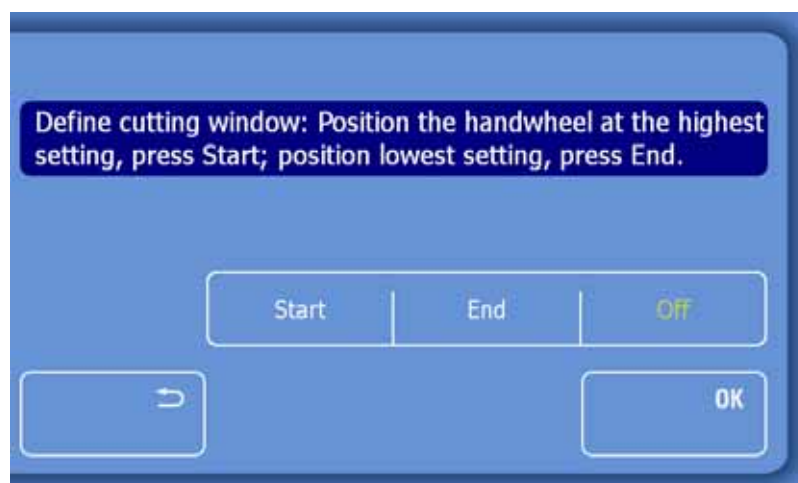 Define cutting window: Position the handwheel at the highest
setting, press Start; position lowest setting, press End.
Start
End
Off
OK